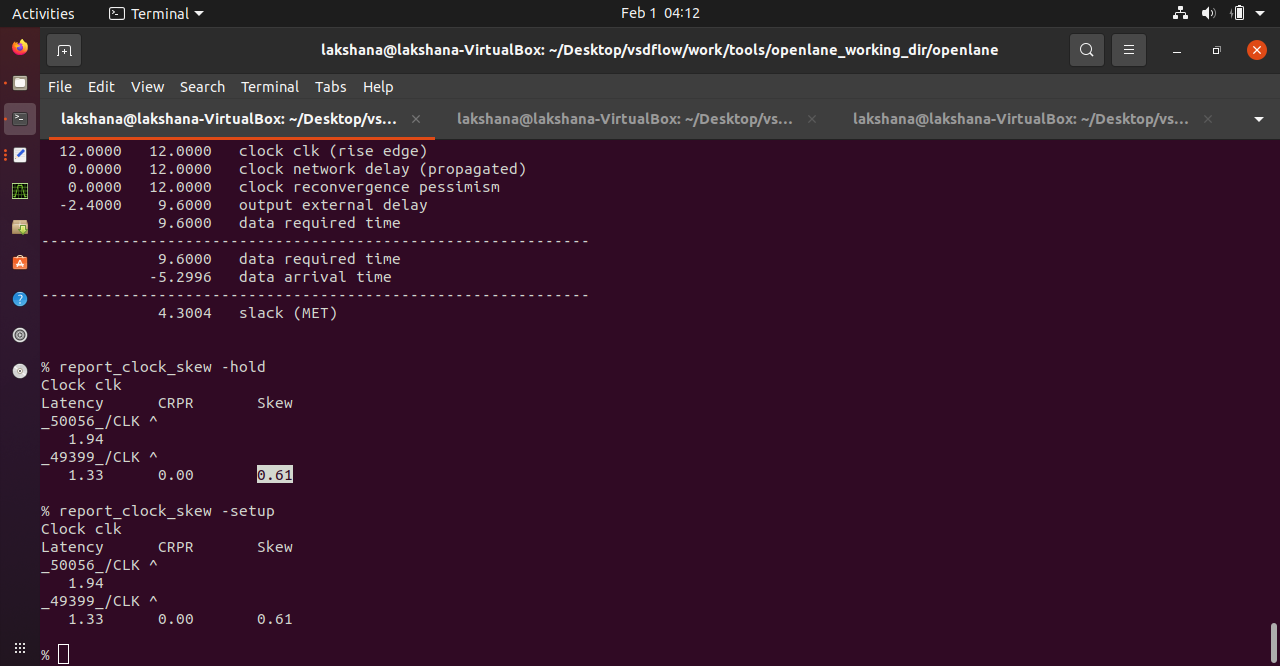 Activities Terminal Feb 1 04:12
lakshana@lakshana-VirtualBox: ~/Desktop/vsdflow/work/tools/openlane_working_dir/openlane
File Edit View Search Terminal Tabs Help
lakshana@lakshana-VirtualBox: ~/Desktop/vs... × lakshana@lakshana-VirtualBox: ~/Desktop/vs... × lakshana@lakshana-VirtualBox: ~/Desktop/vs... ×
12.0000 12.0000 clock clk (rise edge)
0.0000 12.0000 clock network delay (propagated)
0.0000 12.0000 clock reconvergence pessimism
-2.4000 9.6000 output external delay
9.6000 data required time
-------------------------------------------------------------
9.6000 data required time
-5.2996 data arrival time
-------------------------------------------------------------
4.3004 slack (MET)
% report_clock_skew -hold
Clock clk
Latency CRPR Skew
_50056_/CLK ^
1.94
_49399_/CLK ^
1.33 0.00 0.61
% report_clock_skew -setup
Clock clk
Latency CRPR Skew
_50056_/CLK ^
1.94
_49399_/CLK ^
1.33 0.00 0.61
%